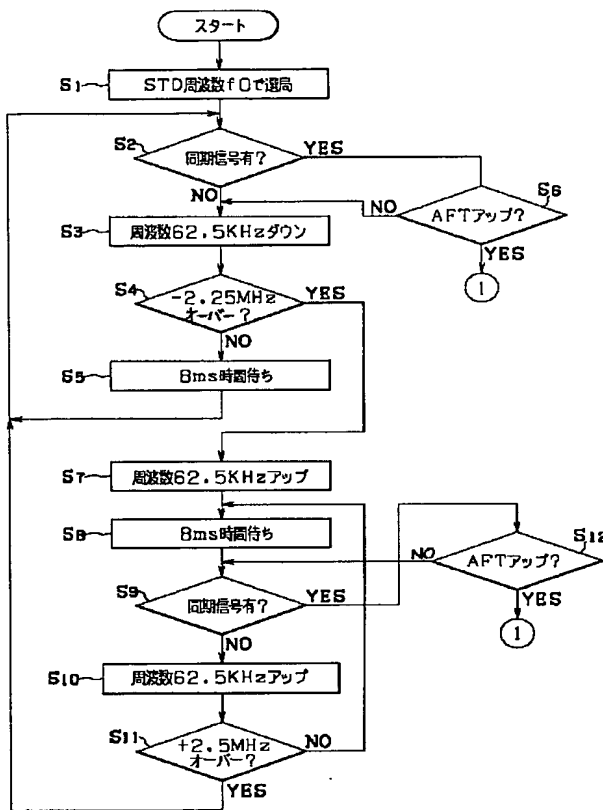 スタート
S1
STD周波数f0で選局
S2
同期信号有?
YES
NO
S6
AFTアップ?
NO
YES
1
S3
周波数62.5KHzダウン
S4
-2.25MHz
オーバー?
YES
NO
S5
8ms時間待ち
S7
周波数62.5KHzアップ
S8
8ms時間待ち
S12
AFTアップ?
NO
YES
1
S9
同期信号有?
YES
NO
S10
周波数62.5KHzアップ
S11
+2.5MHz
オーバー?
NO
YES